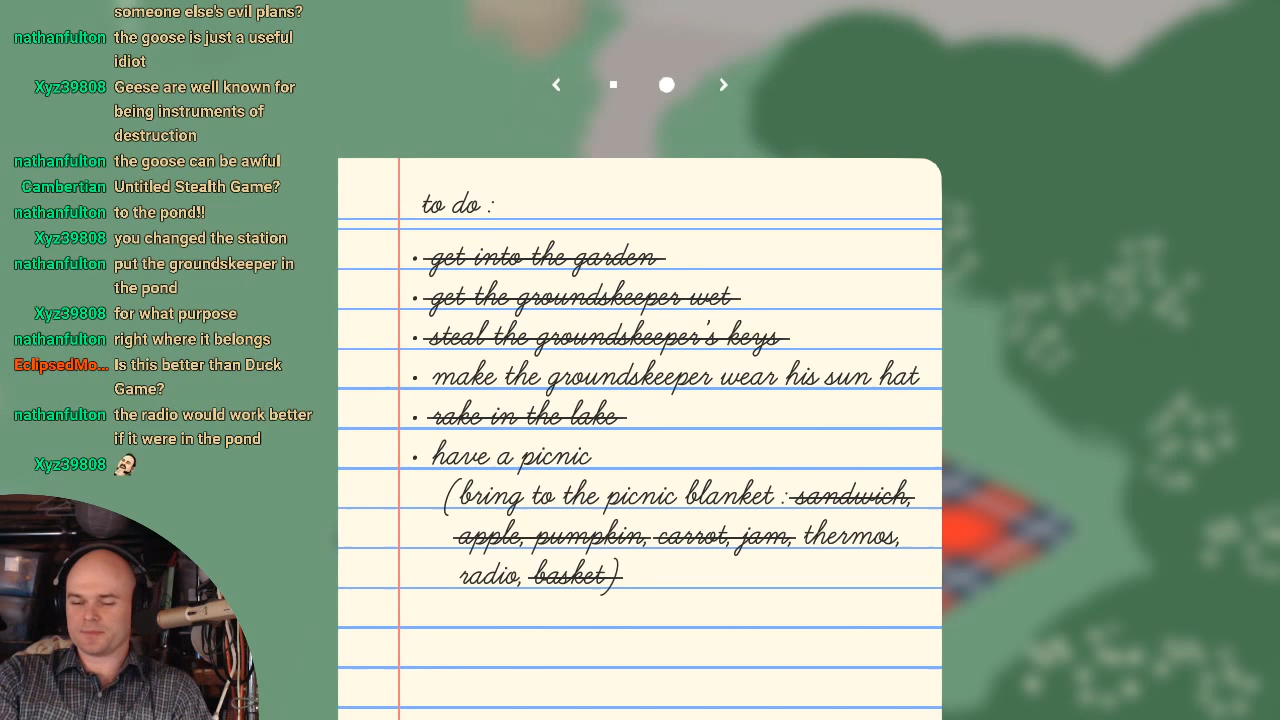 someone else's evil plans?
nathanfulton the goose is just a useful
idiot
Xyz39808 Geese are well known for
being instruments of
destruction
nathanfulton the goose can be awful
Cambertian Untitled Stealth Game?
nathanfulton to the pond!!
Xyz39808 you changed the station
nathanfulton put the groundskeeper in
the pond
Xyz39808 for what purpose
nathanfulton right where it belongs
EclipsedMo... Is this better than Duck
Game?
nathanfulton the radio would work better
if it were in the pond
Xyz39808
to do :
• get into the garden
• get the groundskeeper wet
• steal the groundskeeper's keys
• make the groundskeeper wear his sun hat
• rake in the lake
• have a picnic
(bring to the picnic blanket : sandwich,
apple, pumpkin, carrot, jam, thermos,
radio, basket)